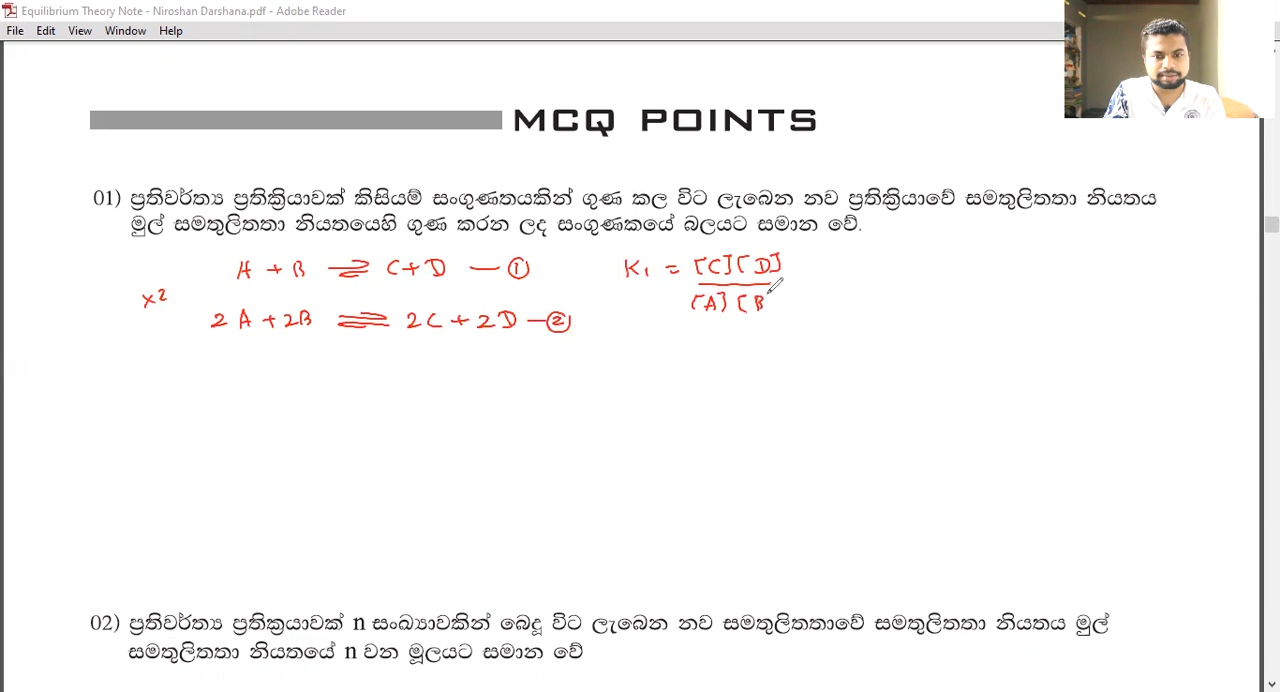 Equilibrium Theory Note - Niroshan Darshana.pdf - Adobe Reader
File Edit View Window Help
MCQ POINTS
01) ප්‍රතිවර්ත්‍ය ප්‍රතික්‍රියාවක් කිසියම් සංගුණතයකින් ගුණ කල විට ලැබෙන නව ප්‍රතික්‍රියාවේ සමතුලිතතා නියතය
මුල් සමතුලිතතා නියතයෙහි ගුණ කරන ලද සංගුණකයේ බලයට සමාන වේ.
A + B ⇌ C + D — ① K₁ = [C][D]
x2 [A][B
2A + 2B ⇌ 2C + 2D — ②
02) ප්‍රතිවර්ත්‍ය ප්‍රතික්‍රයාවක් n සංඛ්‍යාවකින් බෙදූ විට ලැබෙන නව සමතුලිතතාවේ සමතුලිතතා නියතය මුල්
සමතුලිතතා නියතයේ n වන මූලයට සමාන වේ